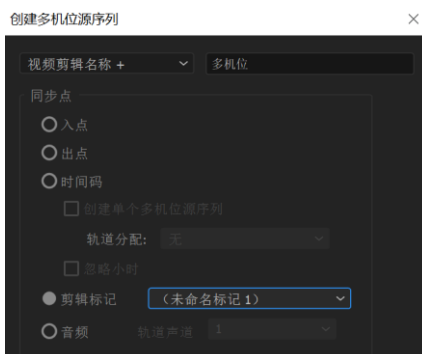 创建多机位源序列
视频剪辑名称 + 多机位
同步点
入点
出点
时间码
创建单个多机位源序列
轨道分配: 无
忽略小时
剪辑标记 （未命名标记 1）
音频 轨道声道 1